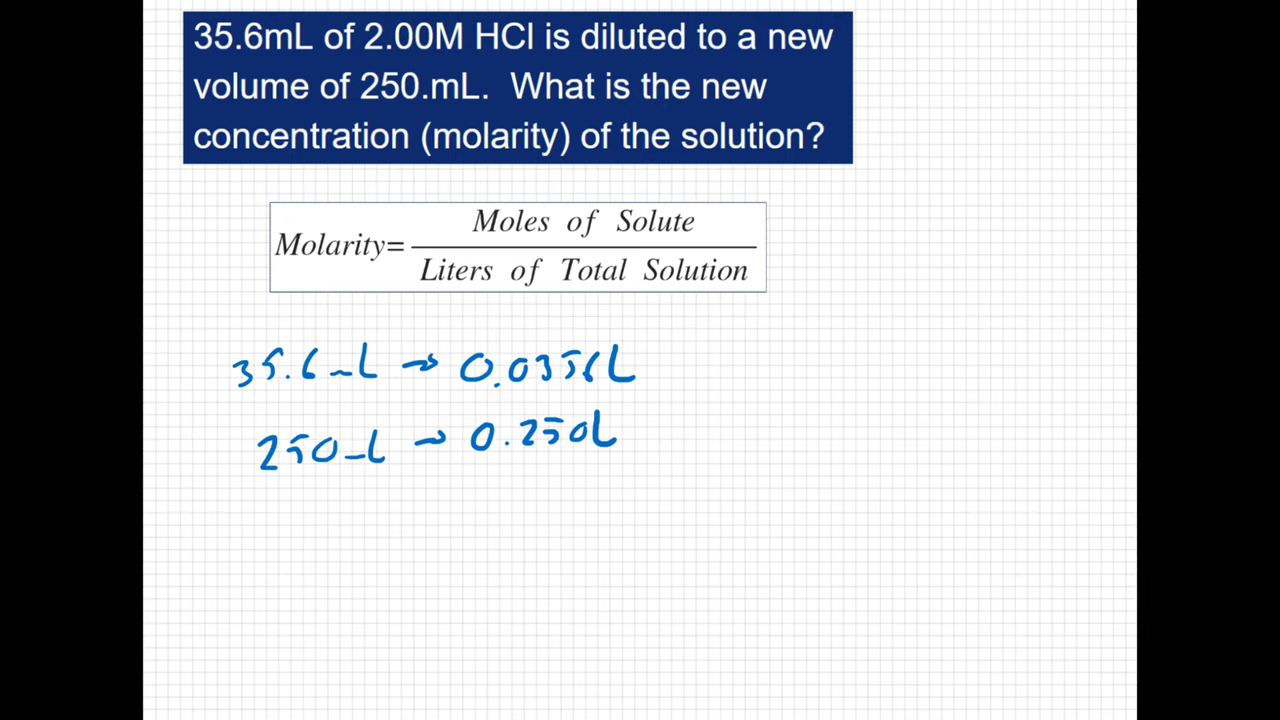 35.6mL of 2.00M HCl is diluted to a new
volume of 250.mL. What is the new
concentration (molarity) of the solution?
Molarity= Moles of Solute
Liters of Total Solution
35.6mL → 0.0356L
250mL → 0.250L